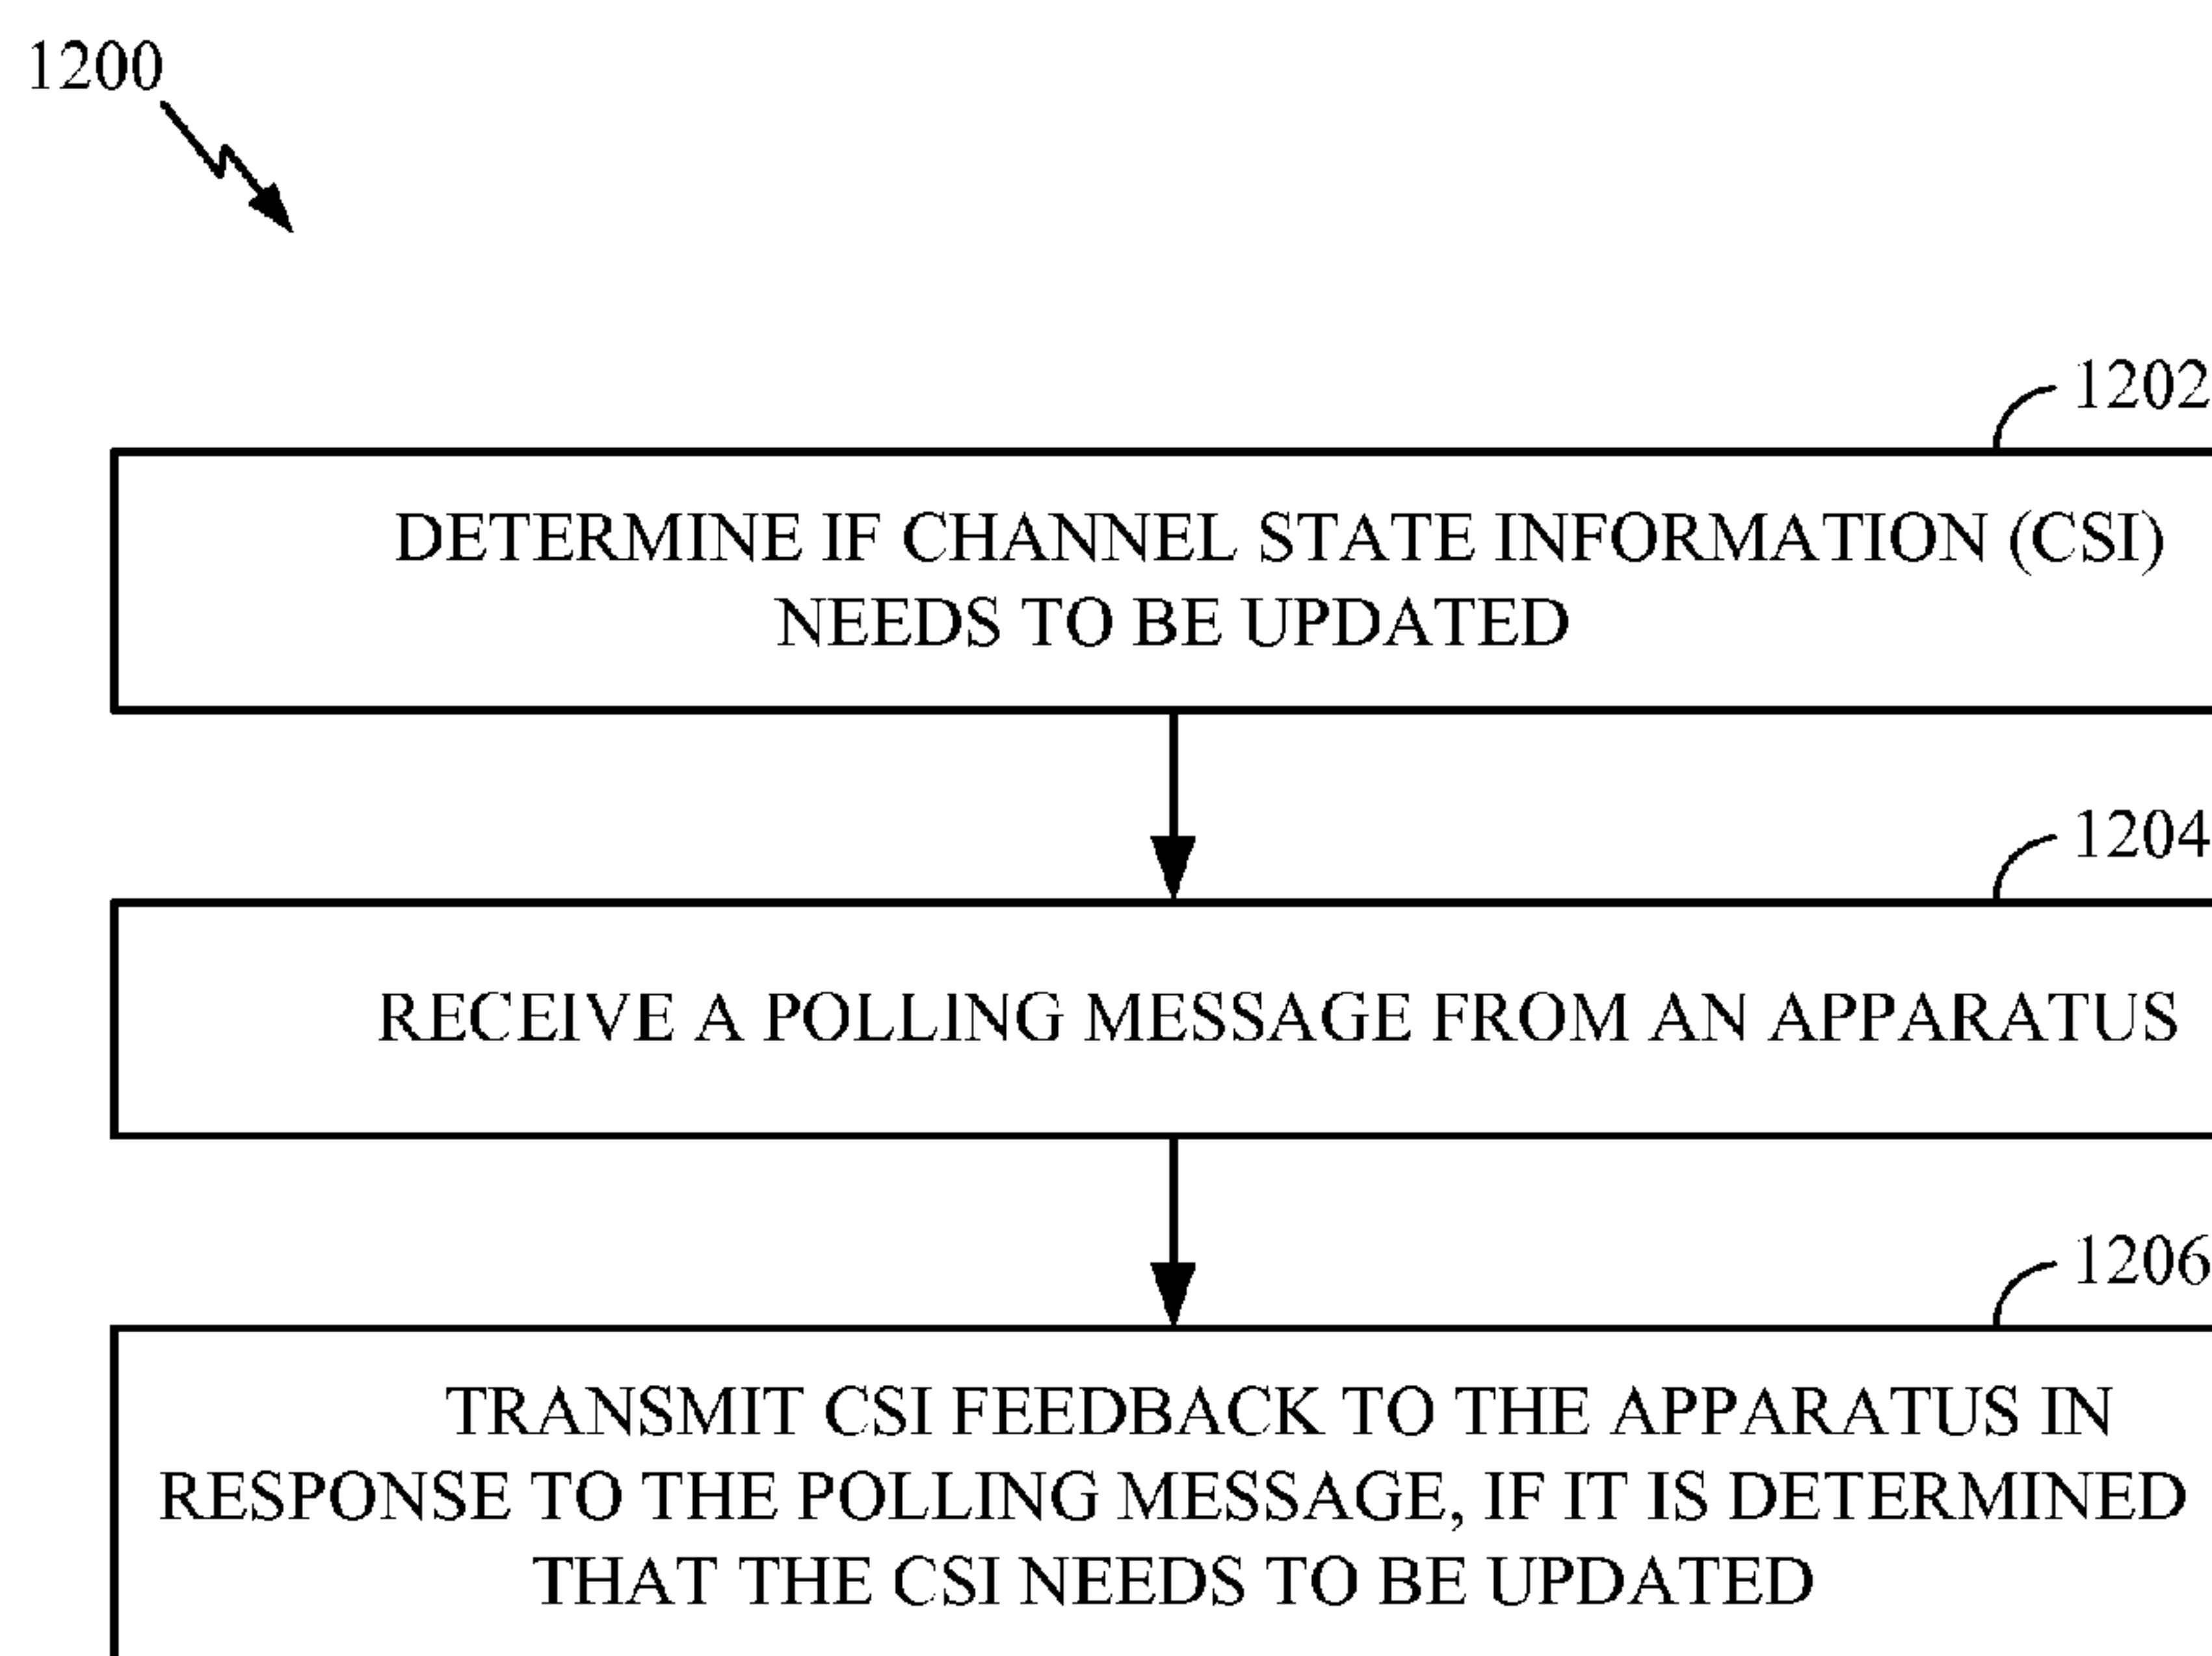 1200
1202
DETERMINE IF CHANNEL STATE INFORMATION (CSI)
NEEDS TO BE UPDATED
1204
RECEIVE A POLLING MESSAGE FROM AN APPARATUS
1206
TRANSMIT CSI FEEDBACK TO THE APPARATUS IN
RESPONSE TO THE POLLING MESSAGE, IF IT IS DETERMINED
THAT THE CSI NEEDS TO BE UPDATED